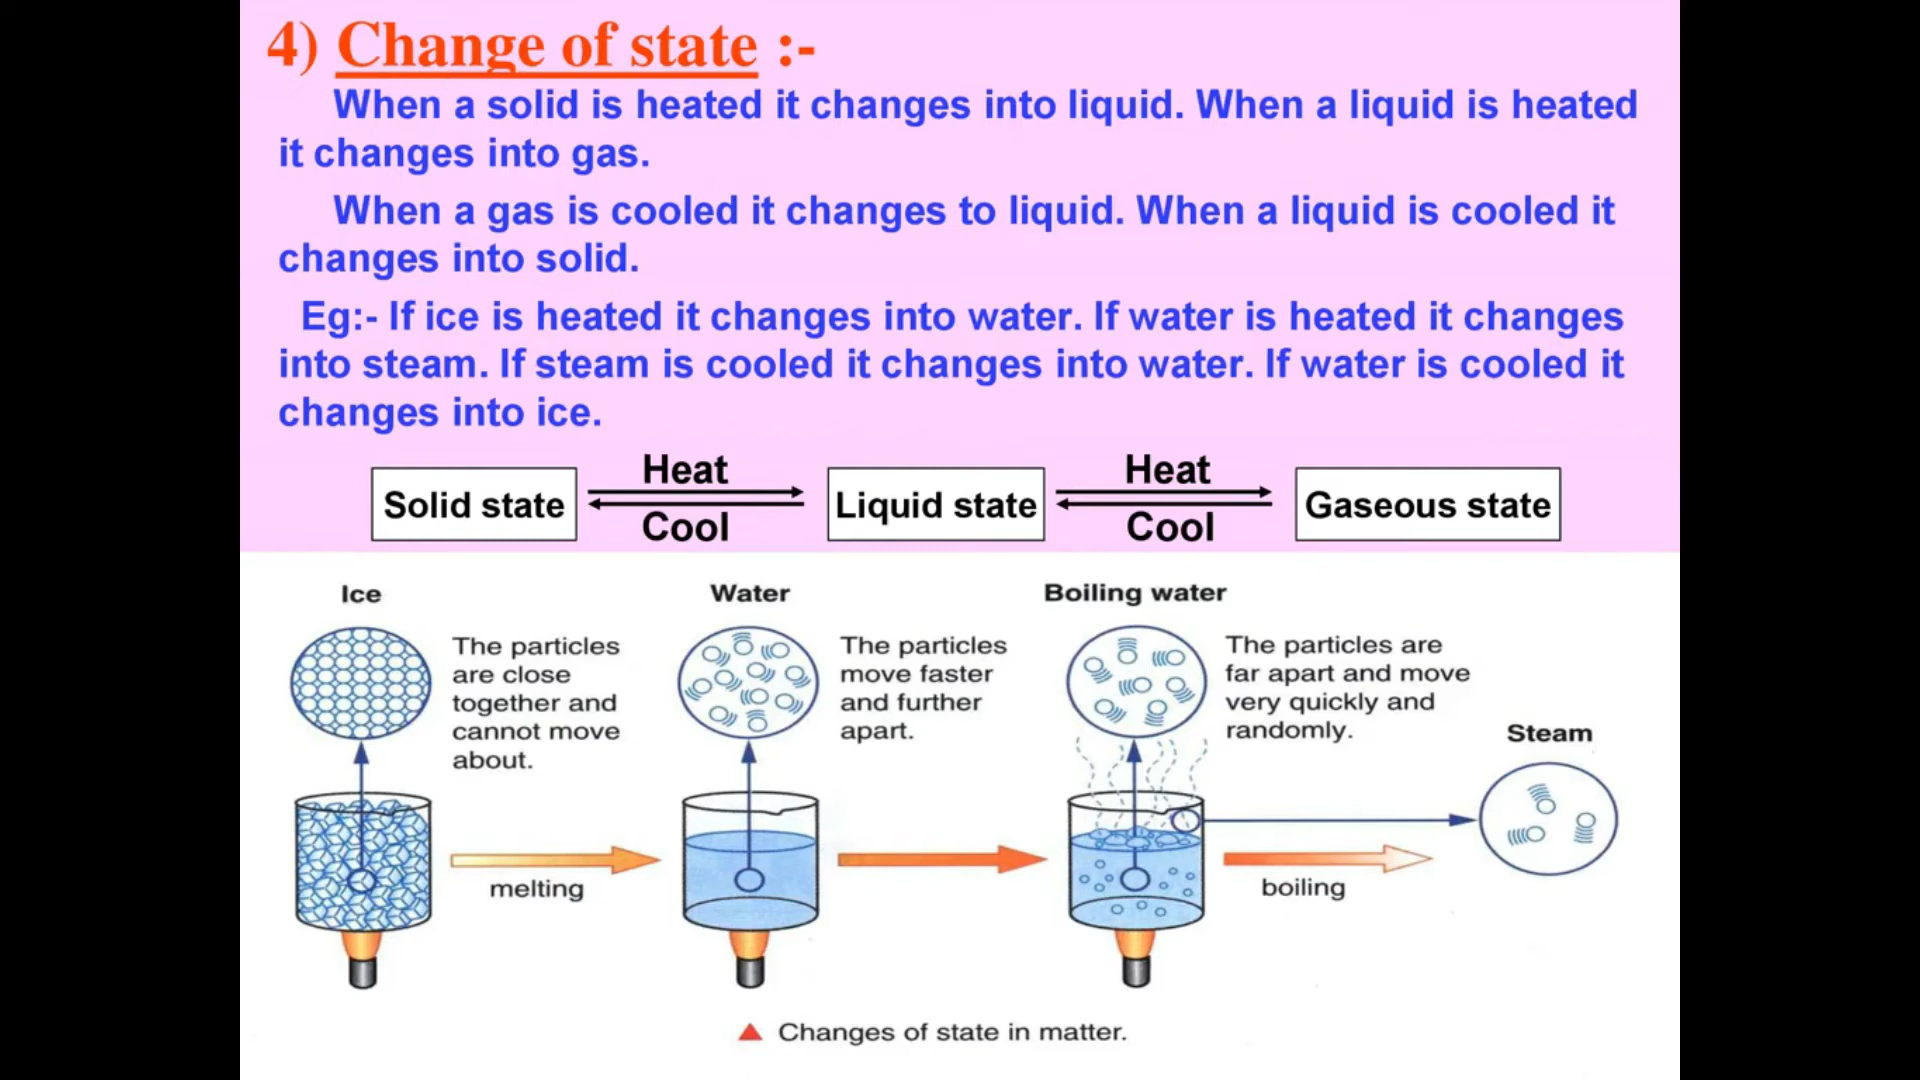 4) Change of state :-
When a solid is heated it changes into liquid. When a liquid is heated
it changes into gas.
When a gas is cooled it changes to liquid. When a liquid is cooled it
changes into solid.
Eg:- If ice is heated it changes into water. If water is heated it changes
into steam. If steam is cooled it changes into water. If water is cooled it
changes into ice.
Heat
Heat
Solid state
Liquid state
Gaseous state
Cool
Cool
Ice
The particles
are close
together and
cannot move
about.
Water
The particles
move faster
and further
apart.
Boiling water
The particles are
far apart and move
very quickly and
randomly.
Steam
melting
boiling
▲ Changes of state in matter.